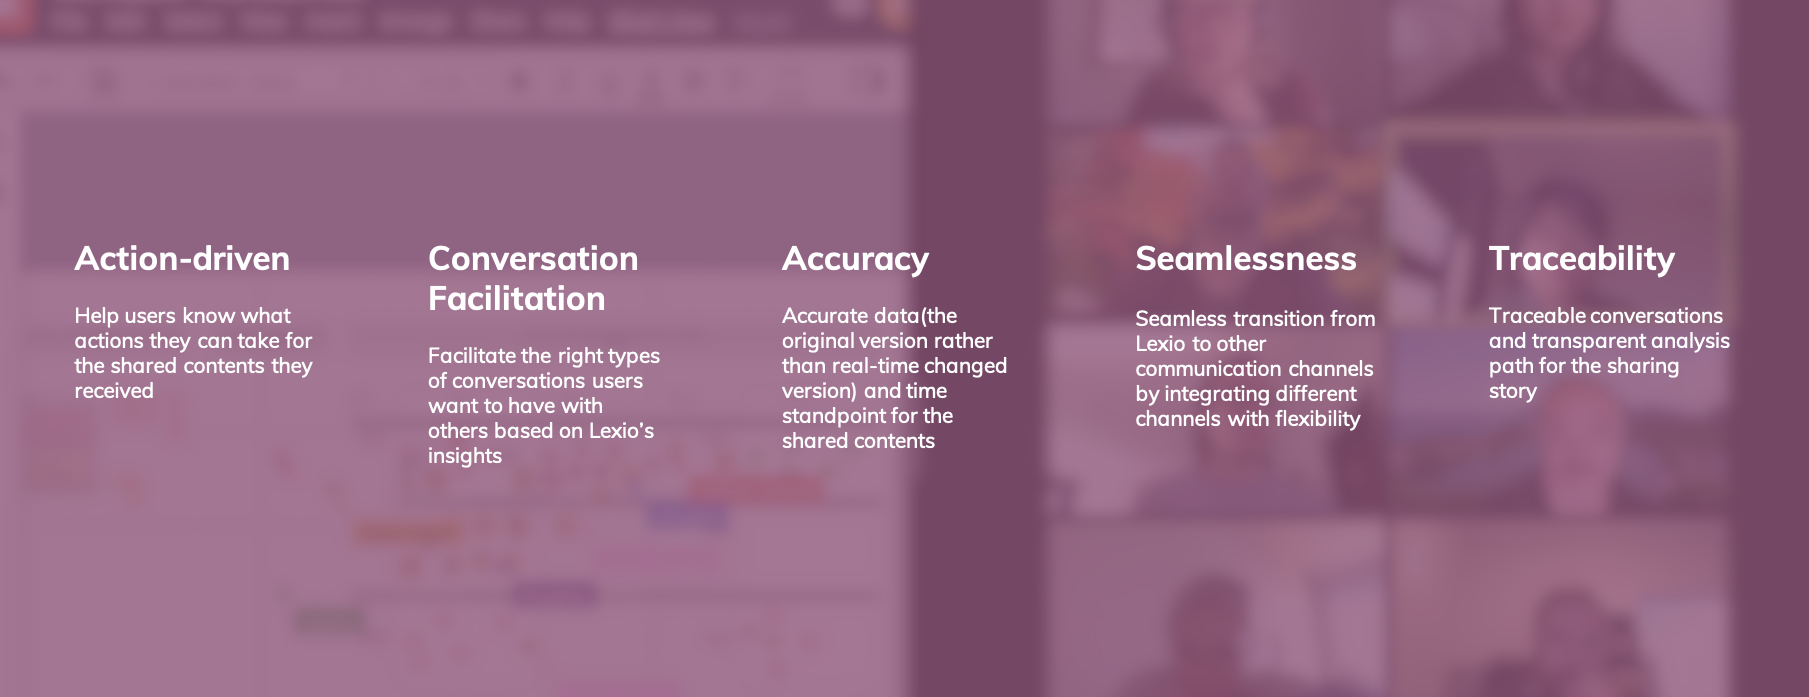 Action-driven
Help users know what
actions they can take for
the shared contents they
received
Conversation
Facilitation
Facilitate the right types
of conversations users
want to have with
others based on Lexio's
insights
Accuracy
Accurate data(the
original version rather
than real-time changed
version) and time
standpoint for the
shared contents
Seamlessness
Seamless transition from
Lexio to other
communication channels
by integrating different
channels with flexibility
Traceability
Traceable conversations
and transparent analysis
path for the sharing
story